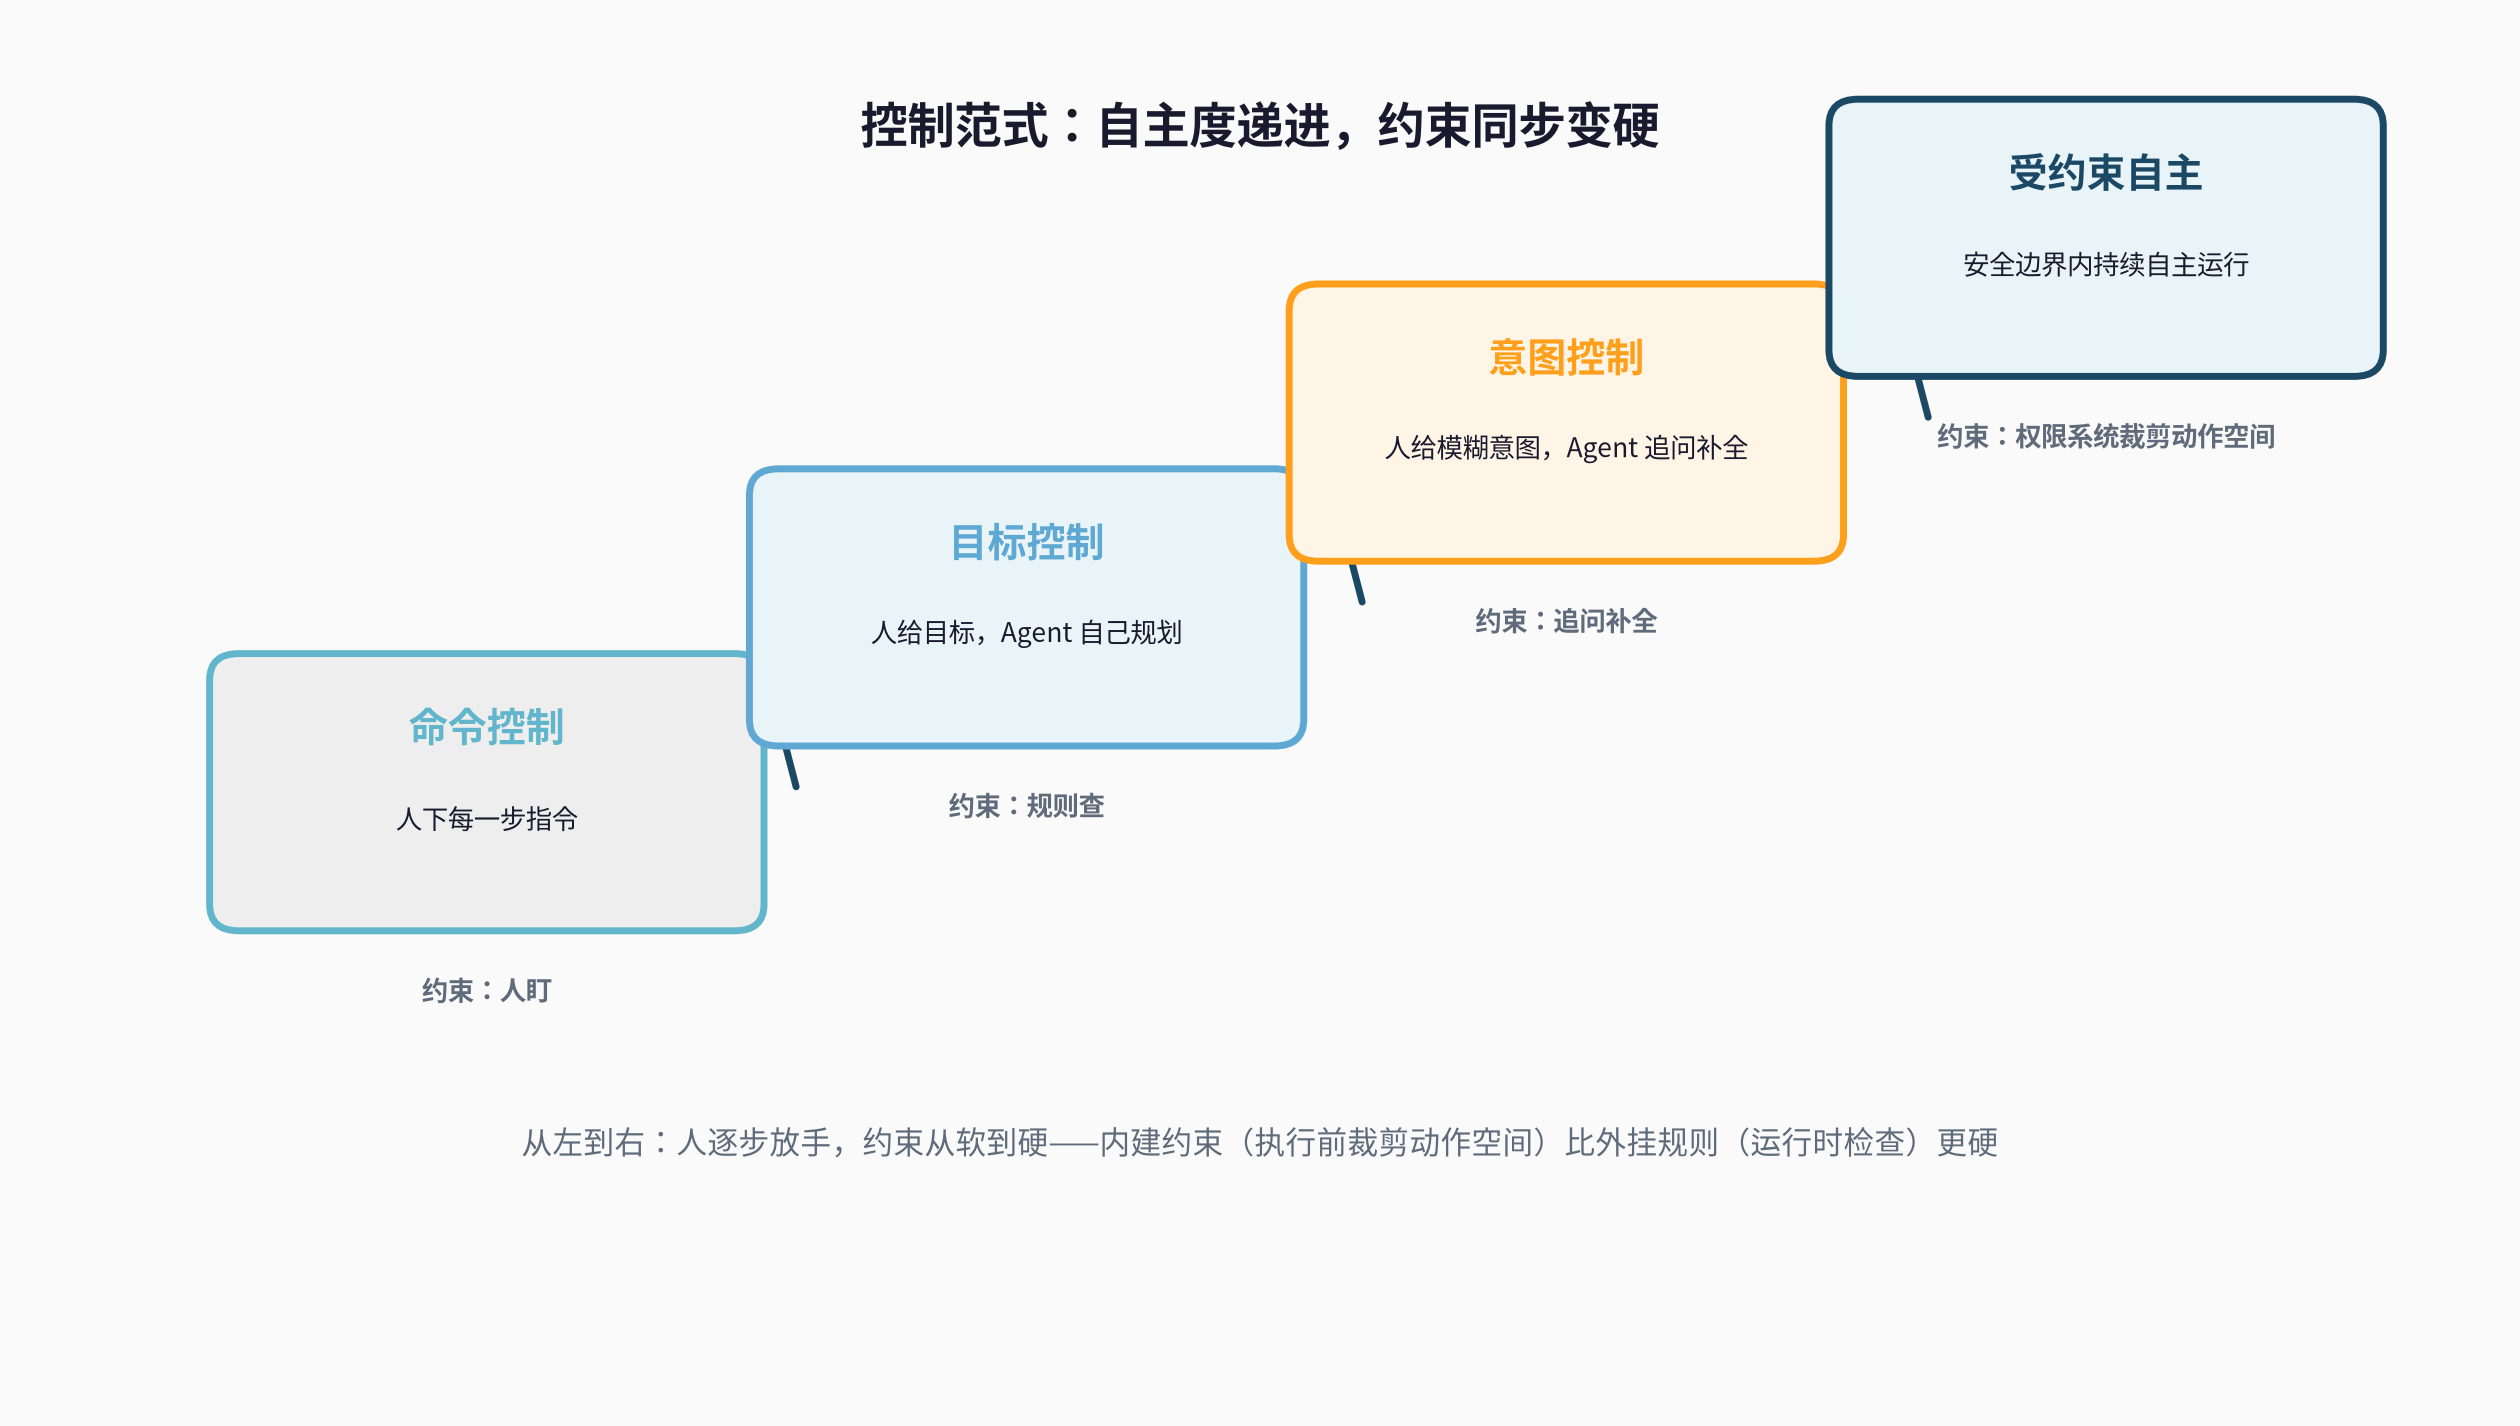 控制范式：自主度递进，约束同步变硬
受约束自主
安全边界内持续自主运行
约束：权限系统裁剪动作空间
意图控制
人给模糊意图，Agent 追问补全
约束：追问补全
目标控制
人给目标，Agent 自己规划
约束：规则查
命令控制
人下每一步指令
约束：人盯
从左到右：人逐步放手，约束从软到硬——内建约束（执行前裁剪动作空间）比外挂规则（运行时检查）更硬